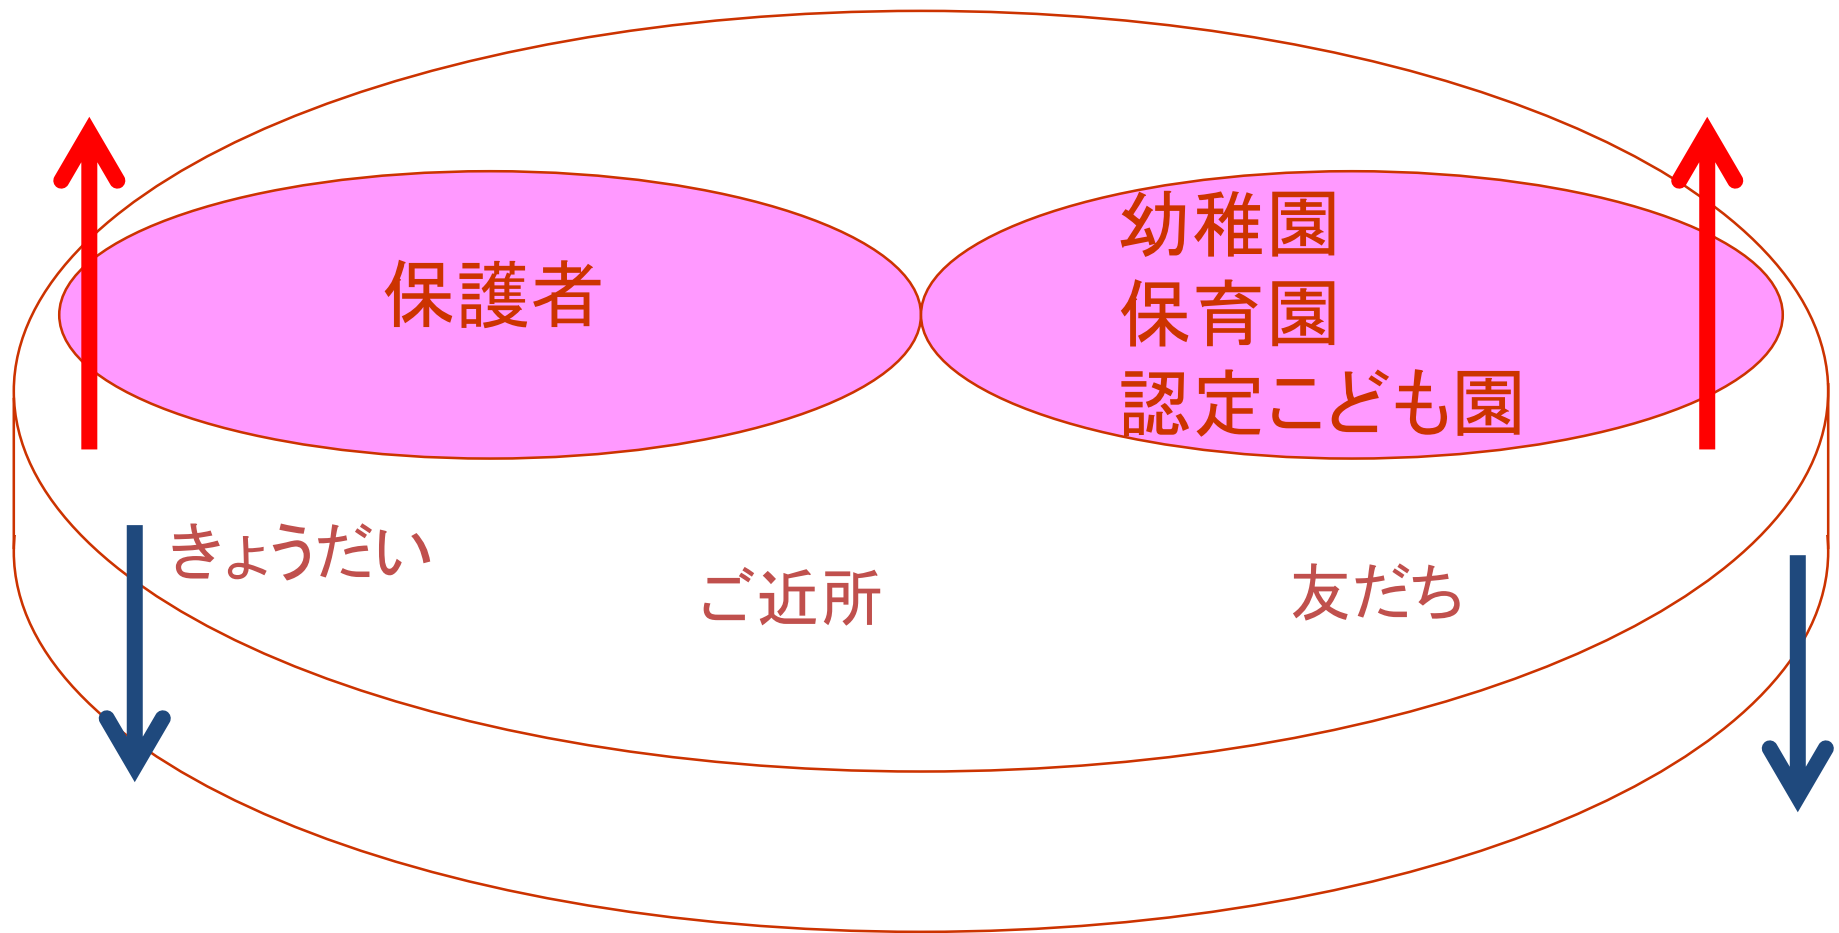 保護者
幼稚園
保育園
認定こども園
きょうだい
ご近所
友だち